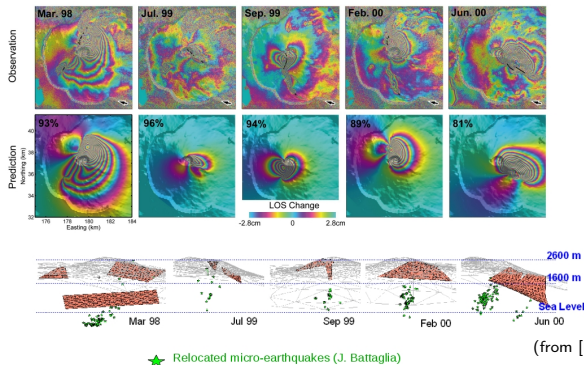 Mar. 98
Jul. 99
Sep. 99
Feb. 00
Jun. 00
Observation
93%
96%
94%
89%
81%
Prediction
Northing (km)
40
38
36
34
32
176 178 180 182 184
Easting (km)
LOS Change
-2.8cm 0 2.8cm
2600 m
1600 m
Sea Level
Mar 98
Jul 99
Sep 99
Feb 00
Jun 00
(from [
Relocated micro-earthquakes (J. Battaglia)